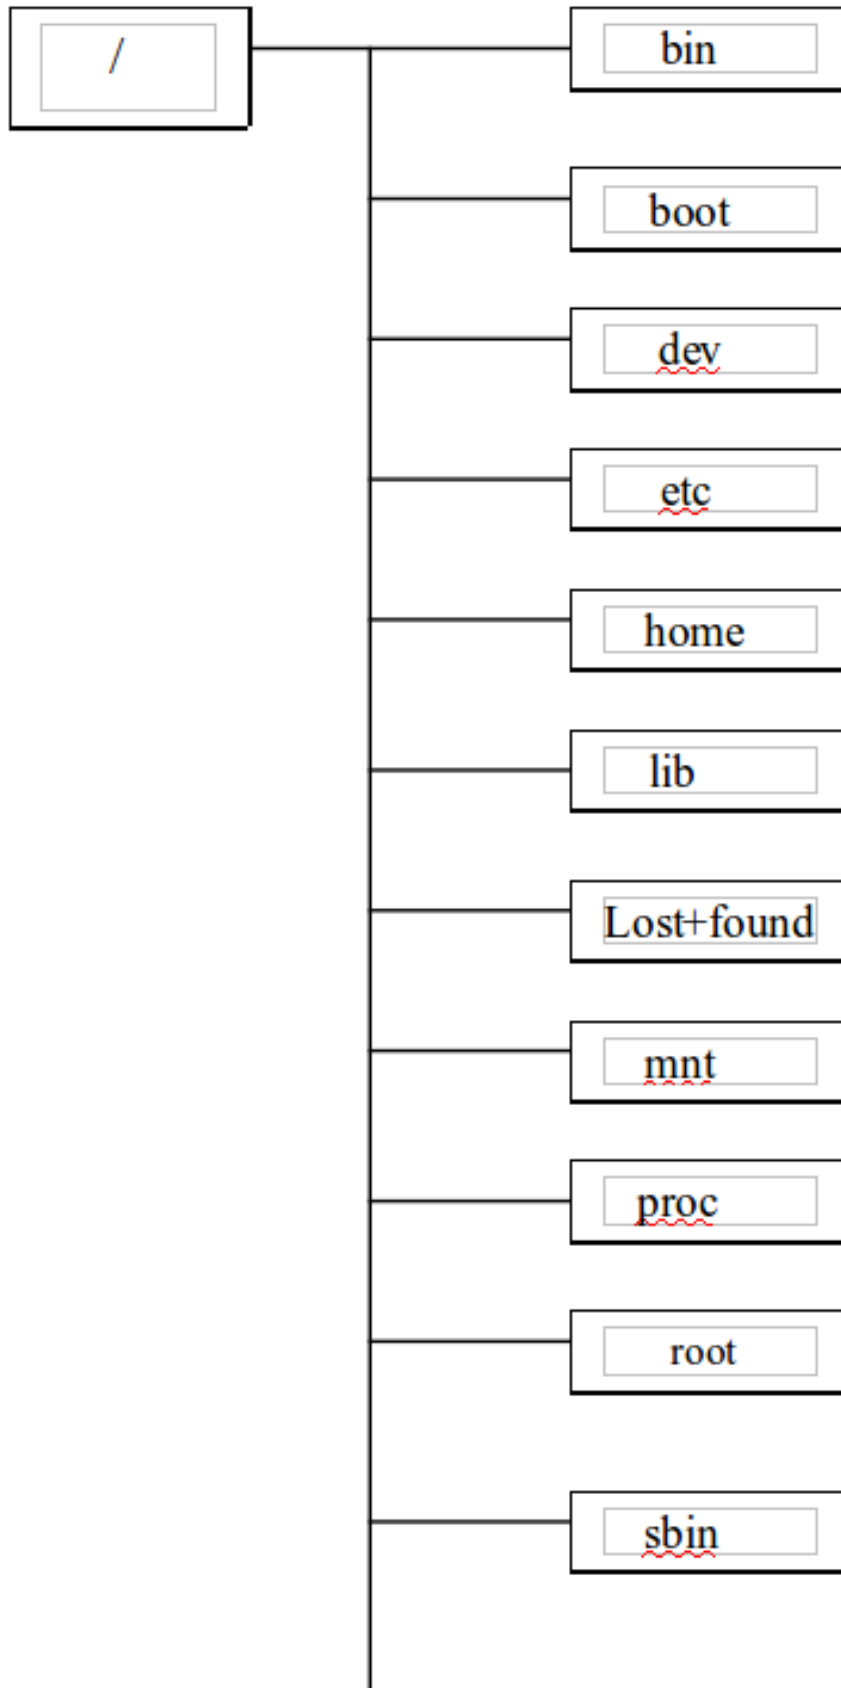 /
bin
boot
dev
etc
home
lib
Lost+found
mnt
proc
root
sbin